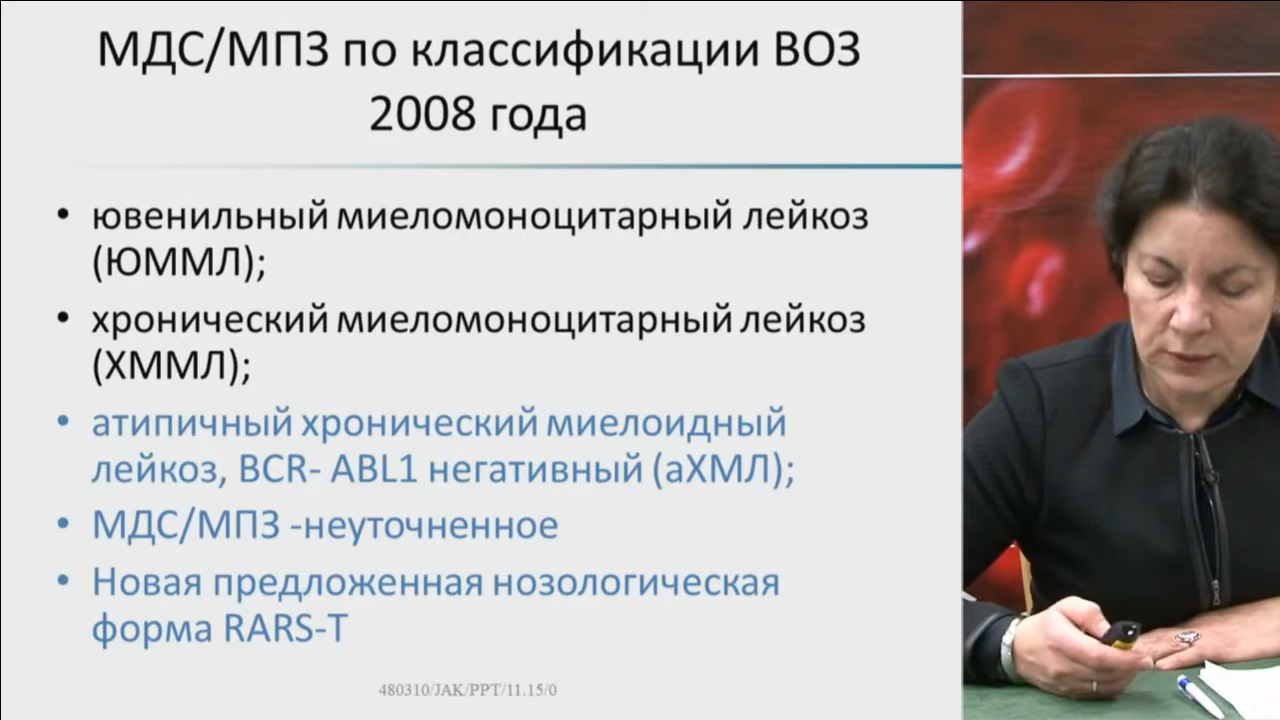 МДС/МПЗ по классификации ВОЗ
2008 года
• ювенильный миеломоноцитарный лейкоз
(ЮММЛ);
• хронический миеломоноцитарный лейкоз
(ХММЛ);
• атипичный хронический миелоидный
лейкоз, BCR- ABL1 негативный (аХМЛ);
• МДС/МПЗ -неуточненное
• Новая предложенная нозологическая
форма RARS-T
480310/JAK/PPT/11.15/0